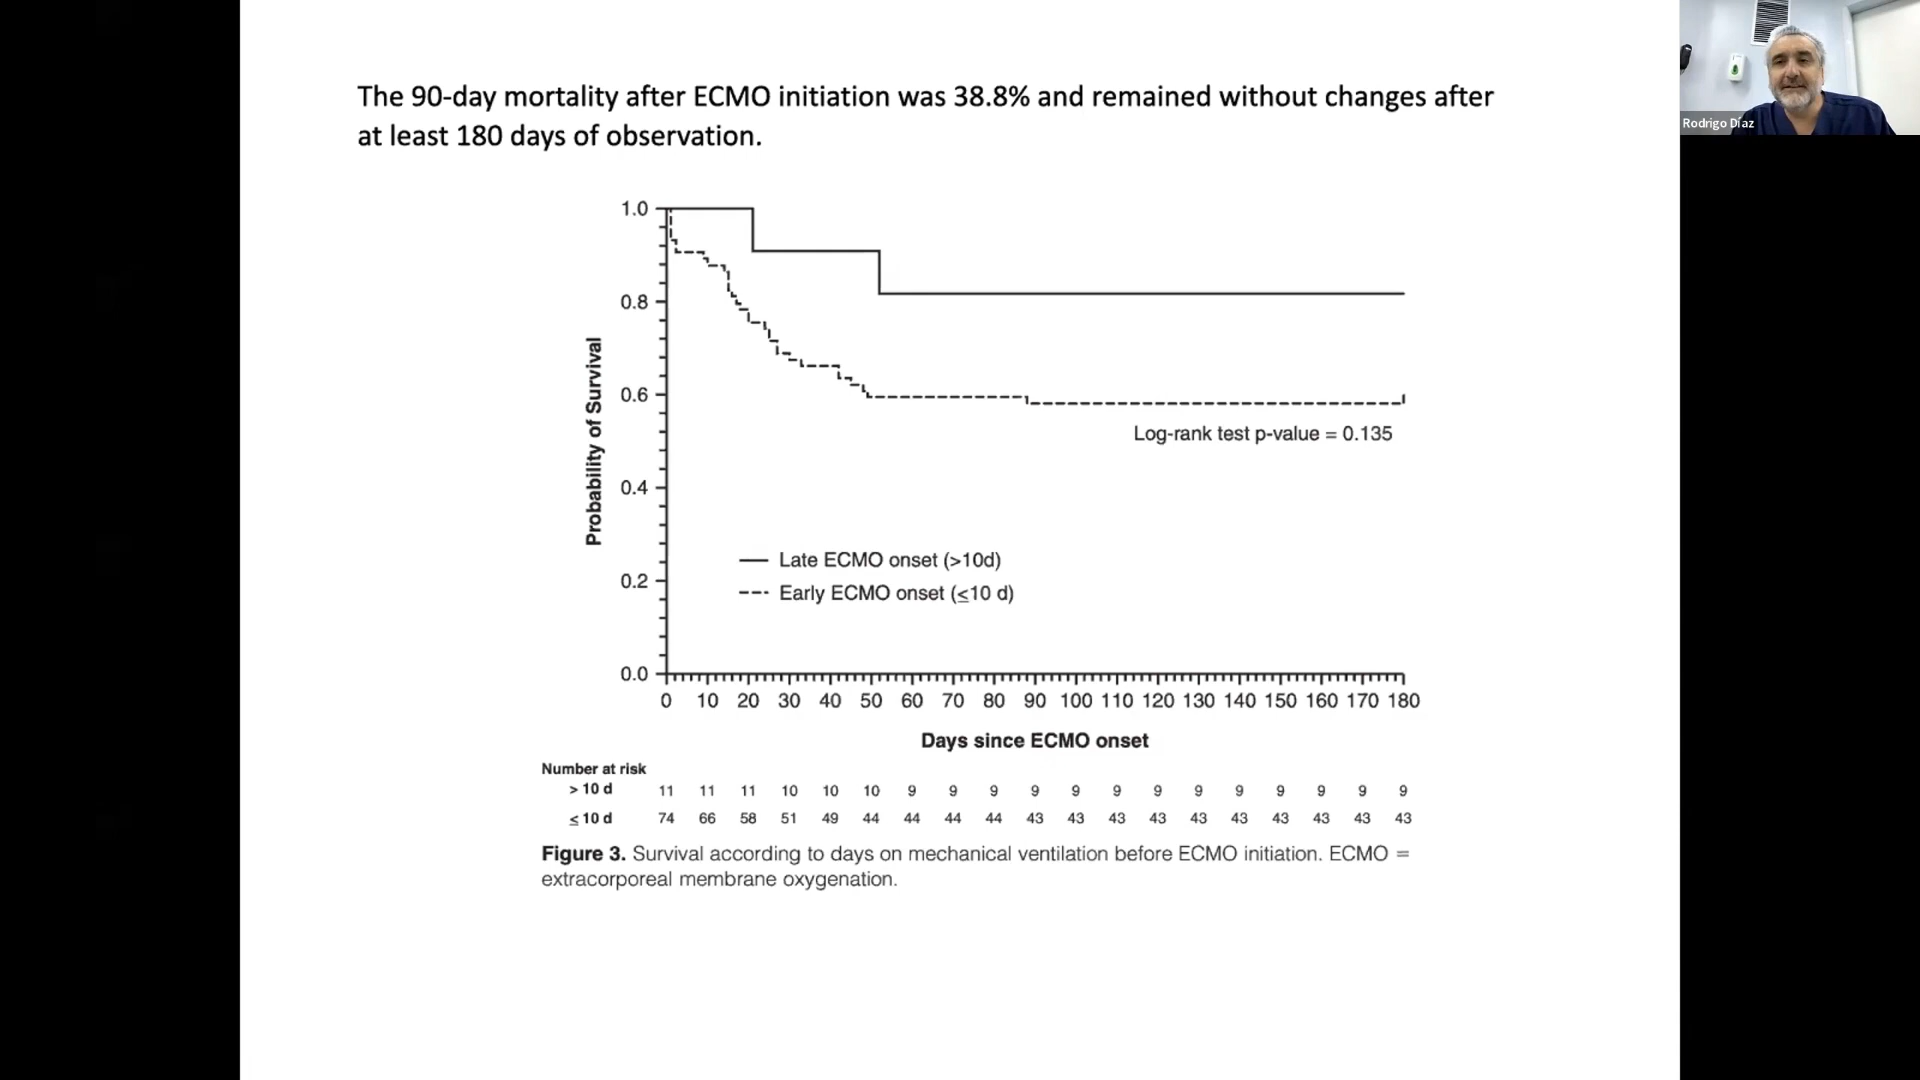 The 90-day mortality after ECMO initiation was 38.8% and remained without changes after
at least 180 days of observation.
Rodrigo Díaz
1.0
0.8
0.6
0.4
0.2
0.0
Probability of Survival
Log-rank test p-value = 0.135
Late ECMO onset (>10d)
Early ECMO onset (≤10 d)
0 10 20 30 40 50 60 70 80 90 100 110 120 130 140 150 160 170 180
Days since ECMO onset
Number at risk
> 10 d 11 11 11 10 10 10 9 9 9 9 9 9 9 9 9 9 9 9 9
≤ 10 d 74 66 58 51 49 44 44 44 44 43 43 43 43 43 43 43 43 43 43
Figure 3. Survival according to days on mechanical ventilation before ECMO initiation. ECMO =
extracorporeal membrane oxygenation.